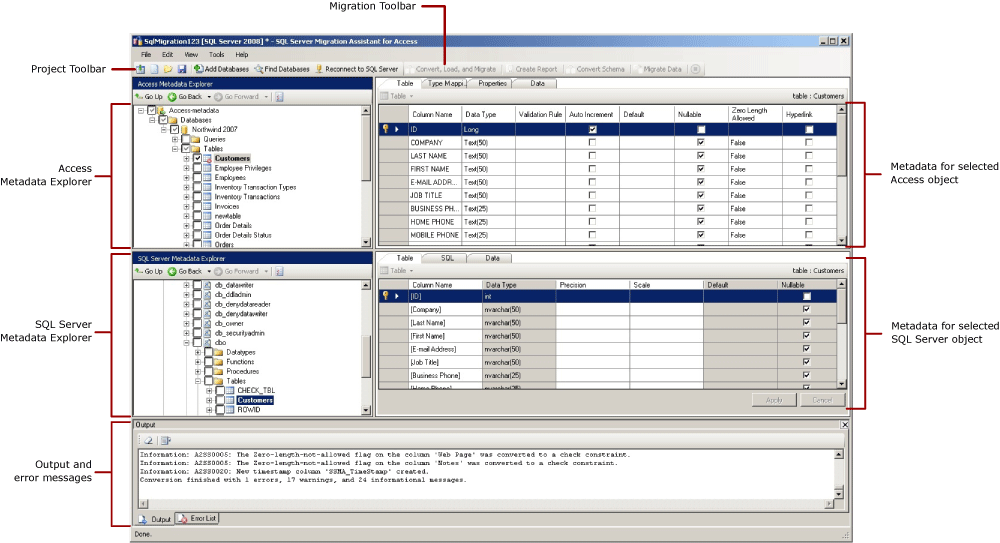 Migration Toolbar
SqlMigration123 [SQL Server 2008] * - SQL Server Migration Assistant for Access
File Edit View Tools Help
Project Toolbar
Add Databases Find Databases Reconnect to SQL Server Convert, Load, and Migrate Create Report Convert Schema Migrate Data
Access Metadata Explorer
Go Up Go Back Go Forward
Access-metadata
Databases
Northwind 2007
Queries
Tables
Customers
Employee Privileges
Employees
Inventory Transaction Types
Inventory Transactions
Invoices
newtable
Order Details
Order Details Status
Orders
Access
Metadata Explorer
Table Type Mappi... Properties Data
Table table : Customers
Column Name Data Type Validation Rule Auto Increment Default Nullable Zero Length Allowed Hyperlink
ID Long
COMPANY Text(50) False
LAST NAME Text(50) False
FIRST NAME Text(50) False
E-MAIL ADDR... Text(50) False
JOB TITLE Text(50) False
BUSINESS PH... Text(25) False
HOME PHONE Text(25) False
MOBILE PHONE Text(25) False
Metadata for selected
Access object
SQL Server Metadata Explorer
Go Up Go Back Go Forward
db_datawriter
db_ddladmin
db_denydatareader
db_denydatawriter
db_owner
db_securityadmin
dbo
Datatypes
Functions
Procedures
Tables
CHECK_TBL
Customers
ROWID
SQL Server
Metadata Explorer
Table SQL Data
Table table : Customers
Column Name Data Type Precision Scale Default Nullable
[ID] int
[Company] nvarchar(50)
[Last Name] nvarchar(50)
[First Name] nvarchar(50)
[E-mail Address] nvarchar(50)
[Job Title] nvarchar(50)
[Business Phone] nvarchar(25)
[Home Phone] nvarchar(25)
Apply Cancel
Metadata for selected
SQL Server object
Output
Information: A2SS0005: The Zero-length-not-allowed flag on the column 'Web Page' was converted to a check constraint.
Information: A2SS0005: The Zero-length-not-allowed flag on the column 'Notes' was converted to a check constraint.
Information: A2SS0020: New timestamp column 'SSMA_TimeStamp' created.
Conversion finished with 1 errors, 17 warnings, and 24 informational messages.
Output Error List
Done.
Output and
error messages